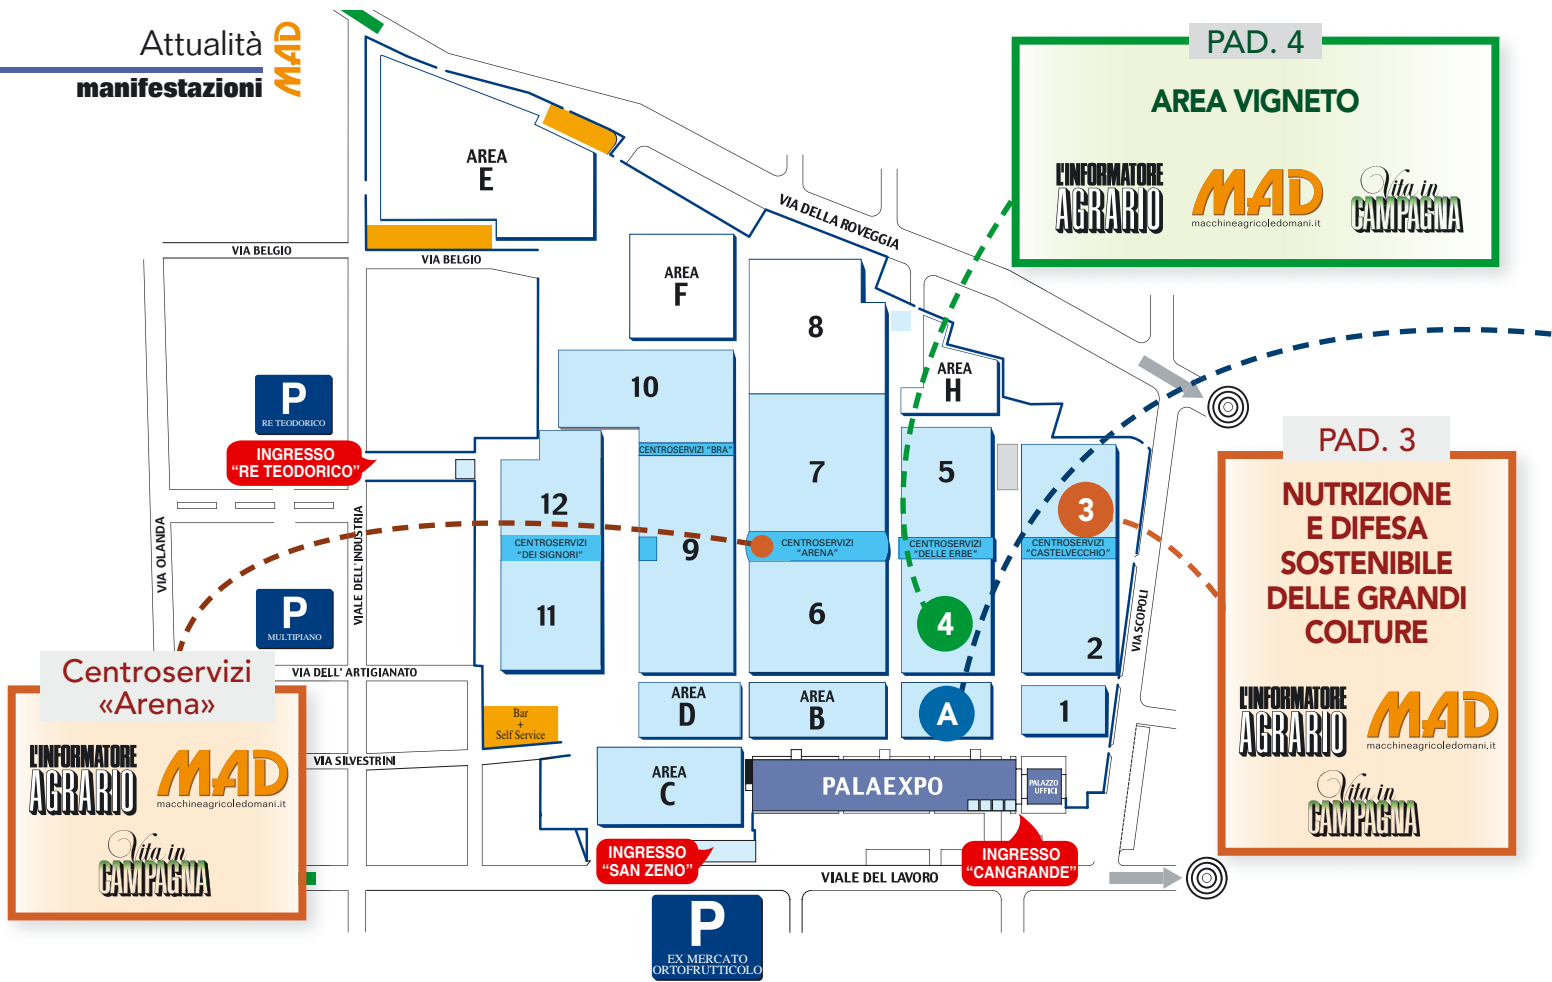 Attualità
manifestazioni
MAD
PAD. 4
AREA VIGNETO
L'INFORMATORE
AGRARIO
MAD
macchineagricoledomani.it
Vita in
CAMPAGNA
AREA
E
VIA DELLA ROVEGGIA
VIA BELGIO
VIA BELGIO
AREA
F
8
AREA
H
10
P
RE TEODORICO
INGRESSO
“RE TEODORICO”
CENTROSERVIZI “BRA”
7
5
3
12
VIA OLANDA
VIALE DELL'INDUSTRIA
CENTROSERVIZI
“DEI SIGNORI”
9
CENTROSERVIZI
“ARENA”
CENTROSERVIZI
“DELLE ERBE”
CENTROSERVIZI
“CASTELVECCHIO”
PAD. 3
NUTRIZIONE
E DIFESA
SOSTENIBILE
DELLE GRANDI
COLTURE
L'INFORMATORE
AGRARIO
MAD
macchineagricoledomani.it
Vita in
CAMPAGNA
P
MULTIPIANO
11
6
4
2
VIA SCOPOLI
VIA DELL' ARTIGIANATO
Centroservizi
«Arena»
L'INFORMATORE
AGRARIO
MAD
macchineagricoledomani.it
Vita in
CAMPAGNA
Bar
+
Self Service
AREA
D
AREA
B
A
1
VIA SILVESTRINI
AREA
C
PALAEXPO
PALAZZO
UFFICI
INGRESSO
“SAN ZENO”
INGRESSO
“CANGRANDE”
VIALE DEL LAVORO
P
EX MERCATO
ORTOFRUTTICOLO